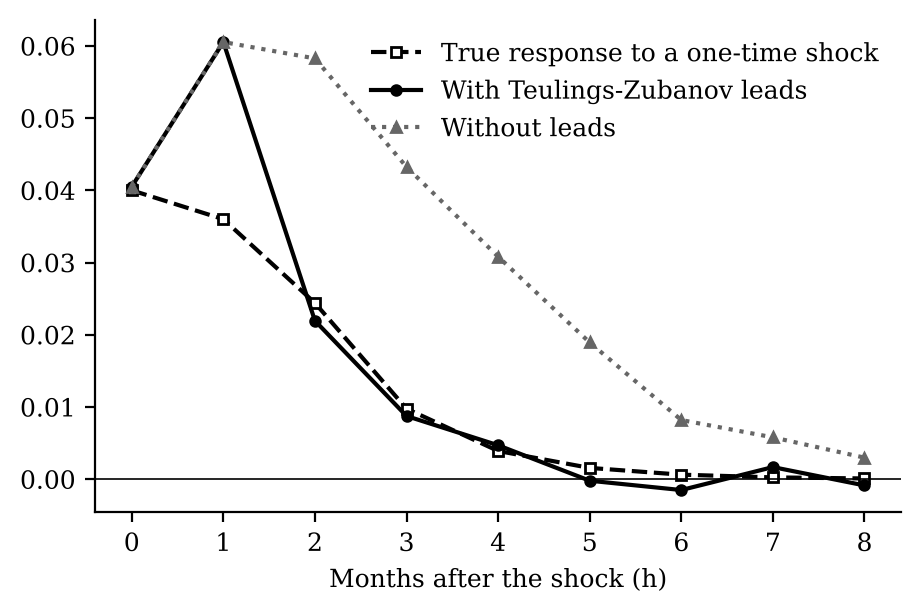 0.06
0.05
0.04
0.03
0.02
0.01
0.00
True response to a one-time shock
With Teulings-Zubanov leads
Without leads
0 1 2 3 4 5 6 7 8
Months after the shock (h)